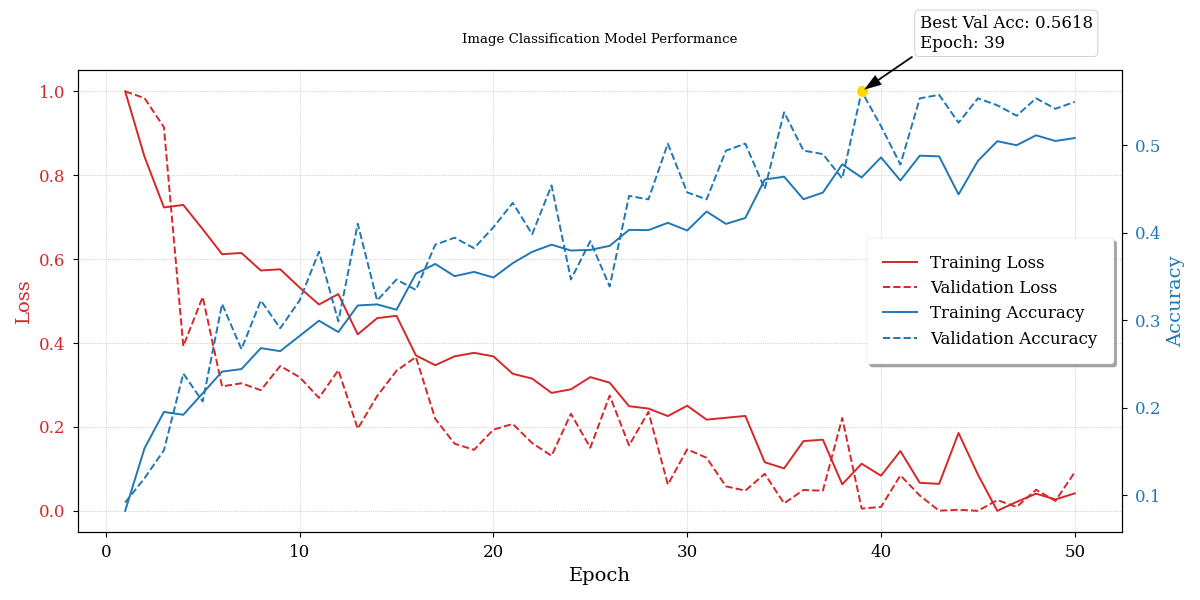 Best Val Acc: 0.5618
Epoch: 39
Image Classification Model Performance
1.0
0.8
0.6
0.4
0.2
0.0
Loss
0.5
0.4
0.3
0.2
0.1
Accuracy
Training Loss
Validation Loss
Training Accuracy
Validation Accuracy
0 10 20 30 40 50
Epoch